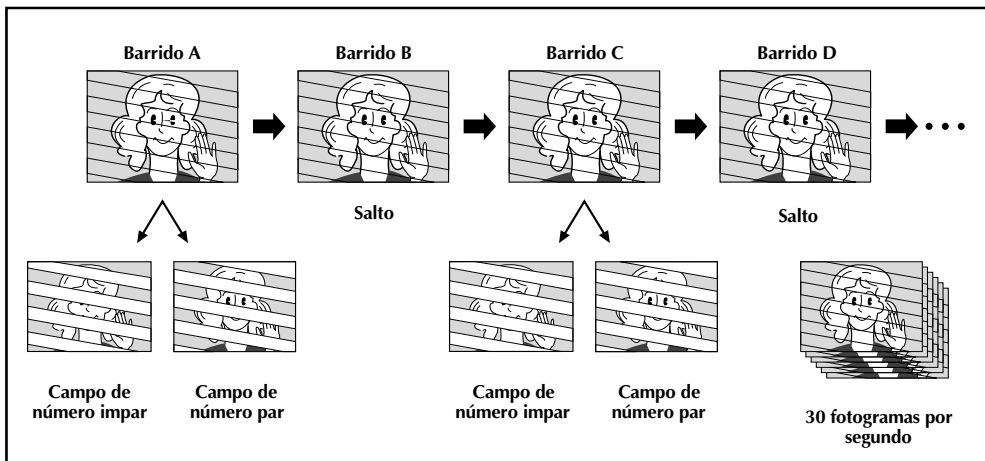 Barrido A
Barrido B
Barrido C
Barrido D
Salto
Salto
Campo de
número impar
Campo de
número par
Campo de
número impar
Campo de
número par
30 fotogramas por
segundo